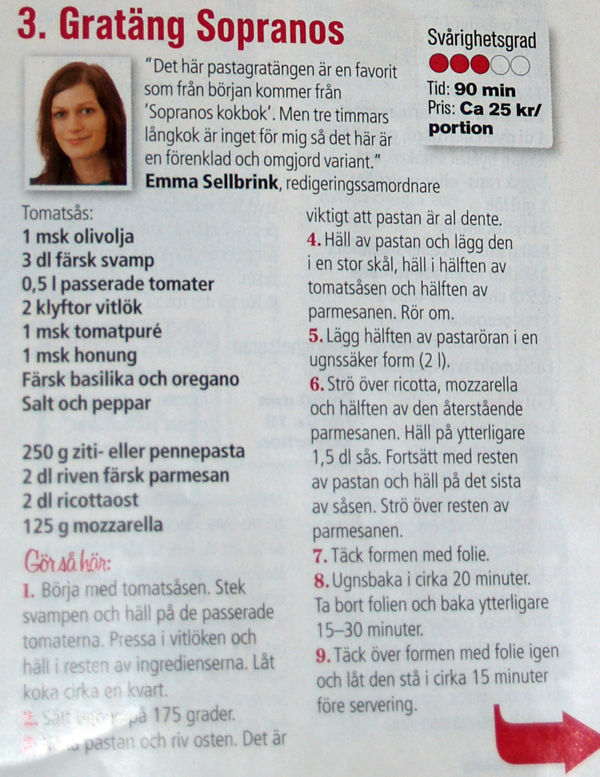 3. Gratäng Sopranos
Svårighetsgrad
Tid: 90 min
Pris: Ca 25 kr/
portion
"Det här pastagratängen är en favorit
som från början kommer från
'Sopranos kokbok'. Men tre timmars
långkok är inget för mig så det här är
en förenklad och omgjord variant."
Emma Sellbrink, redigeringssamordnare
Tomatsås:
1 msk olivolja
3 dl färsk svamp
0,5 l passerade tomater
2 klyftor vitlök
1 msk tomatpuré
1 msk honung
Färsk basilika och oregano
Salt och peppar
250 g ziti- eller pennepasta
2 dl riven färsk parmesan
2 dl ricottaost
125 g mozzarella
Gör så här:
1. Börja med tomatsåsen. Stek
svampen och häll på de passerade
tomaterna. Pressa i vitlöken och
häll i resten av ingredienserna. Låt
koka cirka en kvart.
2. Sätt på 175 grader.
3. pastan och riv osten. Det är
viktigt att pastan är al dente.
4. Häll av pastan och lägg den
i en stor skål, häll i hälften av
tomatsåsen och hälften av
parmesanen. Rör om.
5. Lägg hälften av pastaröran i en
ugnssäker form (2 l).
6. Strö över ricotta, mozzarella
och hälften av den återstående
parmesanen. Häll på ytterligare
1,5 dl sås. Fortsätt med resten
av pastan och häll på det sista
av såsen. Strö över resten av
parmesanen.
7. Täck formen med folie.
8. Ugnsbaka i cirka 20 minuter.
Ta bort folien och baka ytterligare
15–30 minuter.
9. Täck över formen med folie igen
och låt den stå i cirka 15 minuter
före servering.